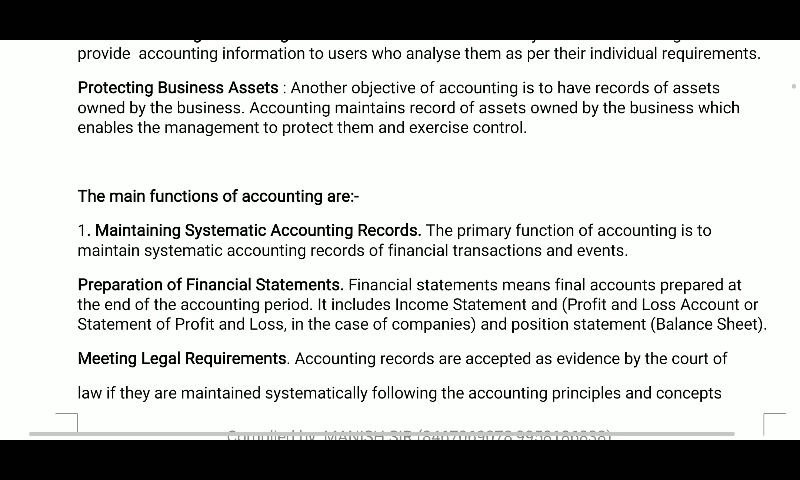 provide accounting information to users who analyse them as per their individual requirements.
Protecting Business Assets : Another objective of accounting is to have records of assets
owned by the business. Accounting maintains record of assets owned by the business which
enables the management to protect them and exercise control.
The main functions of accounting are:-
1. Maintaining Systematic Accounting Records. The primary function of accounting is to
maintain systematic accounting records of financial transactions and events.
Preparation of Financial Statements. Financial statements means final accounts prepared at
the end of the accounting period. It includes Income Statement and (Profit and Loss Account or
Statement of Profit and Loss, in the case of companies) and position statement (Balance Sheet).
Meeting Legal Requirements. Accounting records are accepted as evidence by the court of
law if they are maintained systematically following the accounting principles and concepts
Compiled by: MANISH SIR